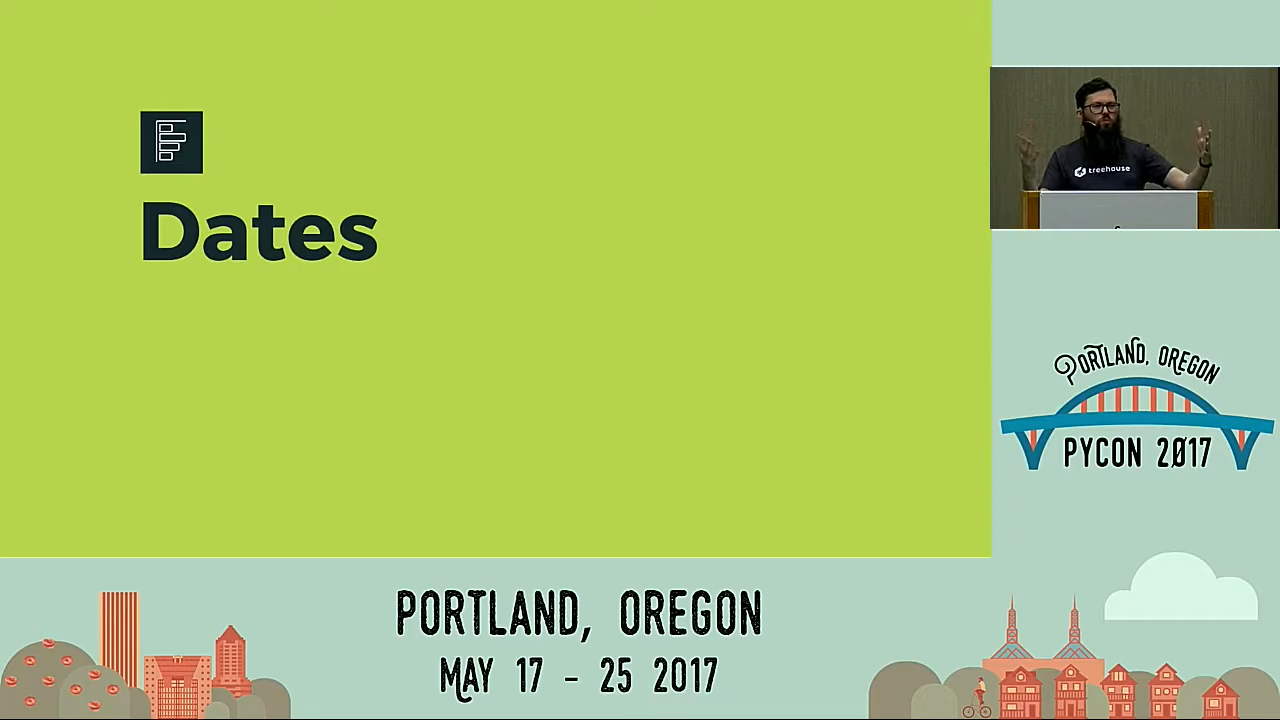 Dates
treehouse
PORTLAND, OREGON
PYCON 2017
PORTLAND, OREGON
MAY 17 - 25 2017